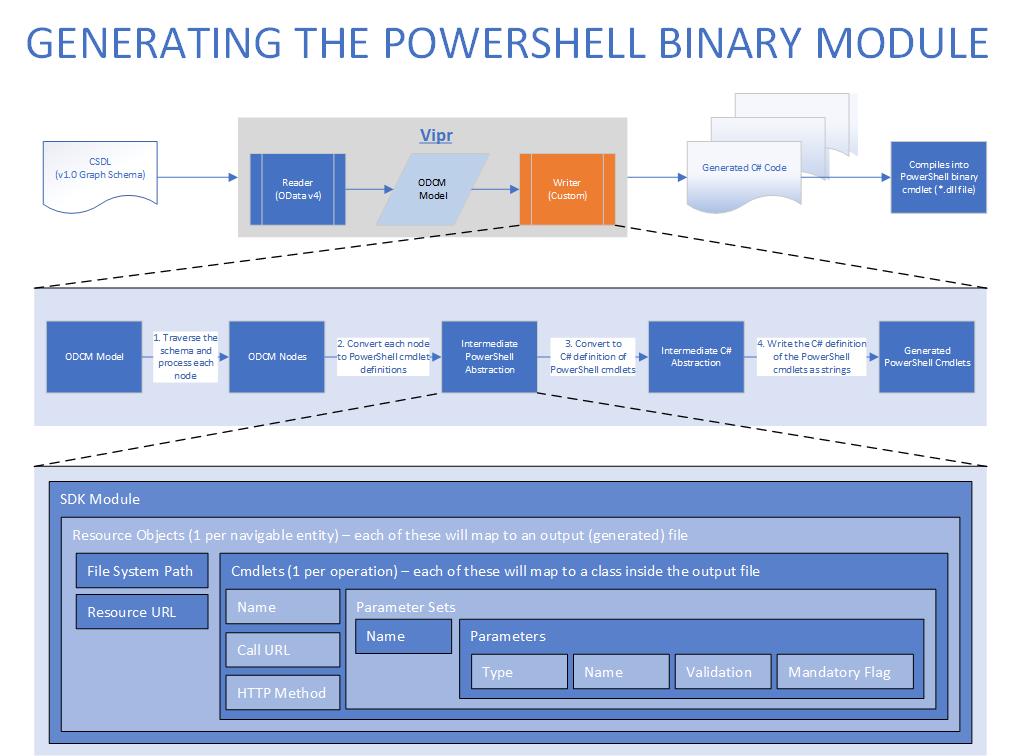 GENERATING THE POWERSHELL BINARY MODULE
Vipr
CSDL
(v1.0 Graph Schema)
Reader
(OData v4)
ODCM
Model
Writer
(Custom)
Generated C# Code
Compiles into
PowerShell binary
cmdlet (*.dll file)
ODCM Model
1. Traverse the
schema and
process each
node
ODCM Nodes
2. Convert each node
to PowerShell cmdlet
definitions
Intermediate
PowerShell
Abstraction
3. Convert to
C# definition of
PowerShell cmdlets
Intermediate C#
Abstraction
4. Write the C# definition
of the PowerShell
cmdlets as strings
Generated
PowerShell Cmdlets
SDK Module
Resource Objects (1 per navigable entity) – each of these will map to an output (generated) file
File System Path
Resource URL
Cmdlets (1 per operation) – each of these will map to a class inside the output file
Name
Call URL
HTTP Method
Parameter Sets
Name
Parameters
Type
Name
Validation
Mandatory Flag